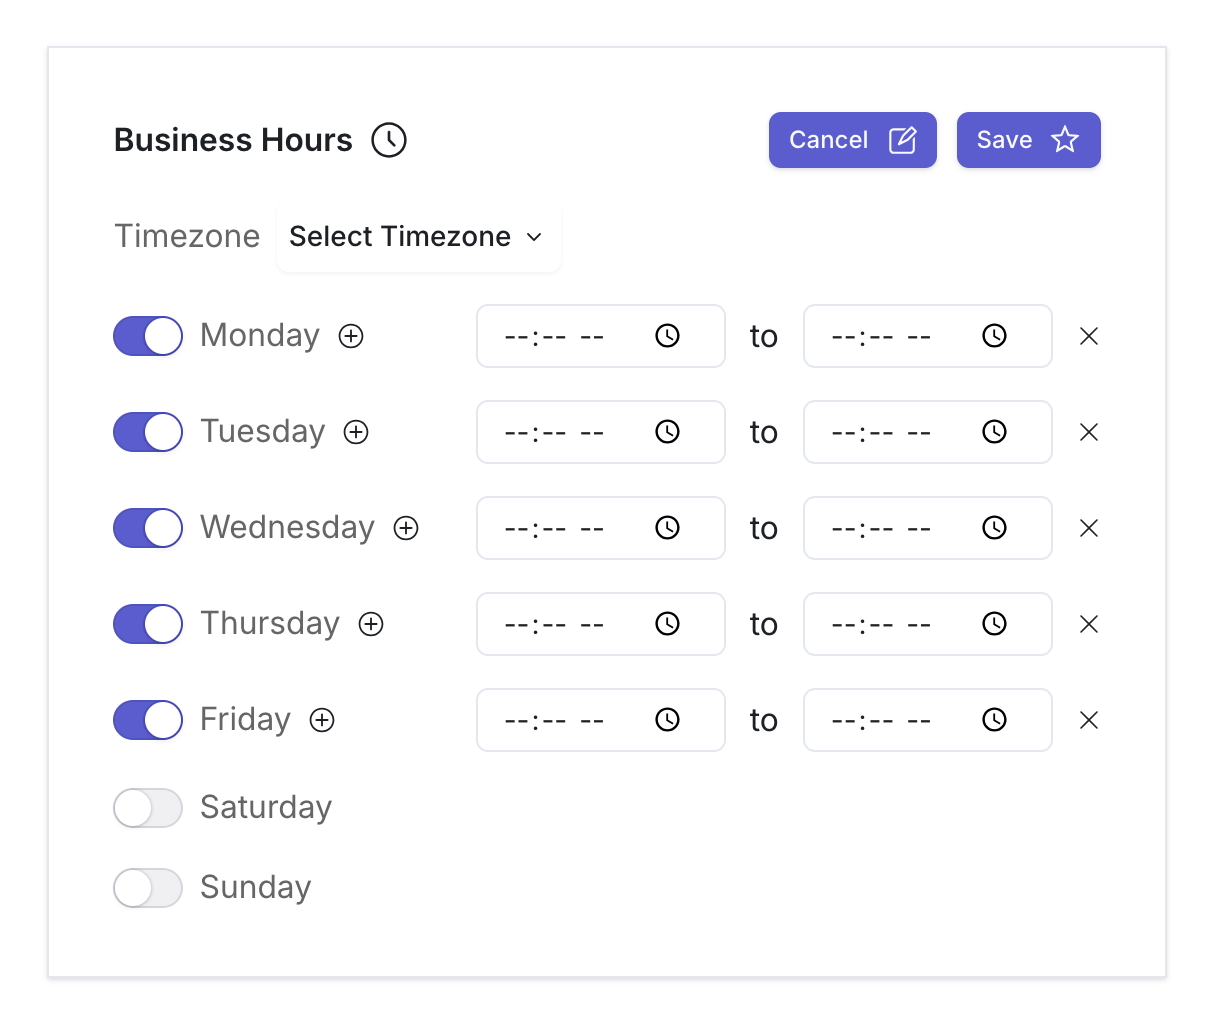 Business Hours Cancel Save
Timezone Select Timezone
Monday --:-- -- to --:-- --
Tuesday --:-- -- to --:-- --
Wednesday --:-- -- to --:-- --
Thursday --:-- -- to --:-- --
Friday --:-- -- to --:-- --
Saturday
Sunday